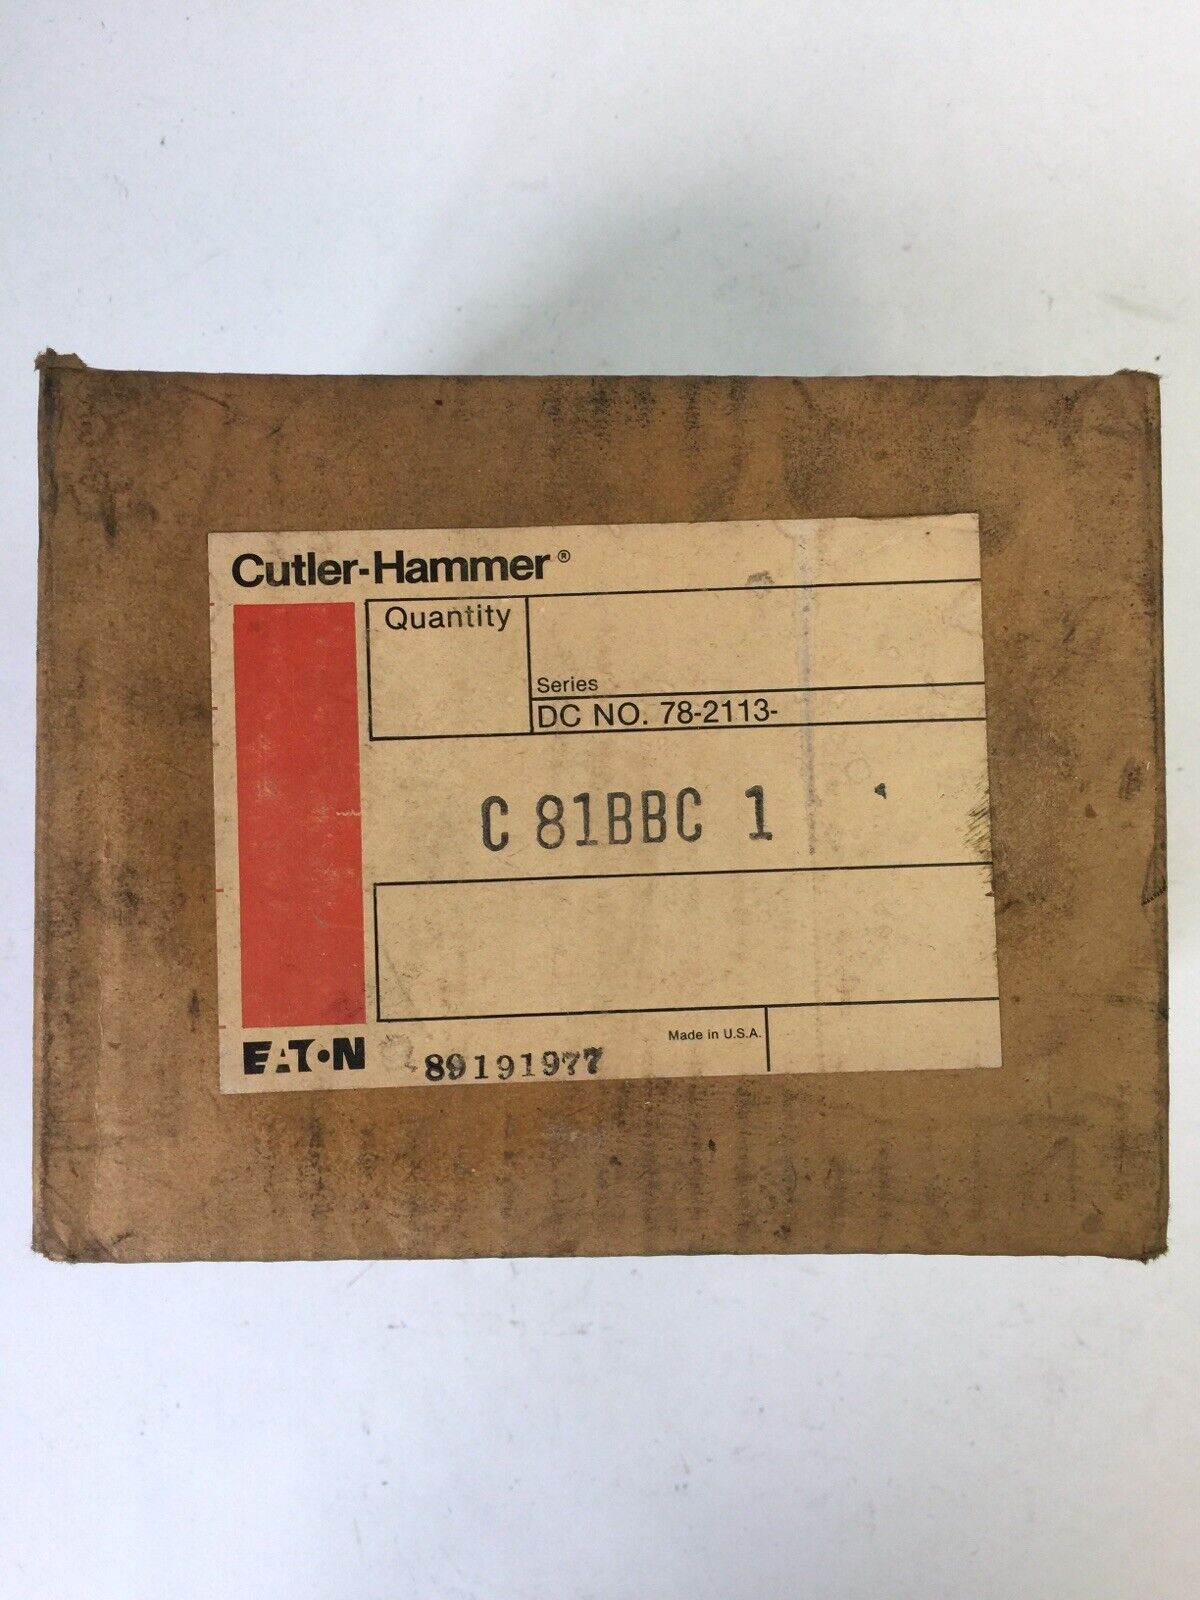 Cutler-Hammer®
Quantity
Series
DC NO. 78-2113-
C 81BBC 1
Made in U.S.A.
EATON
89191977